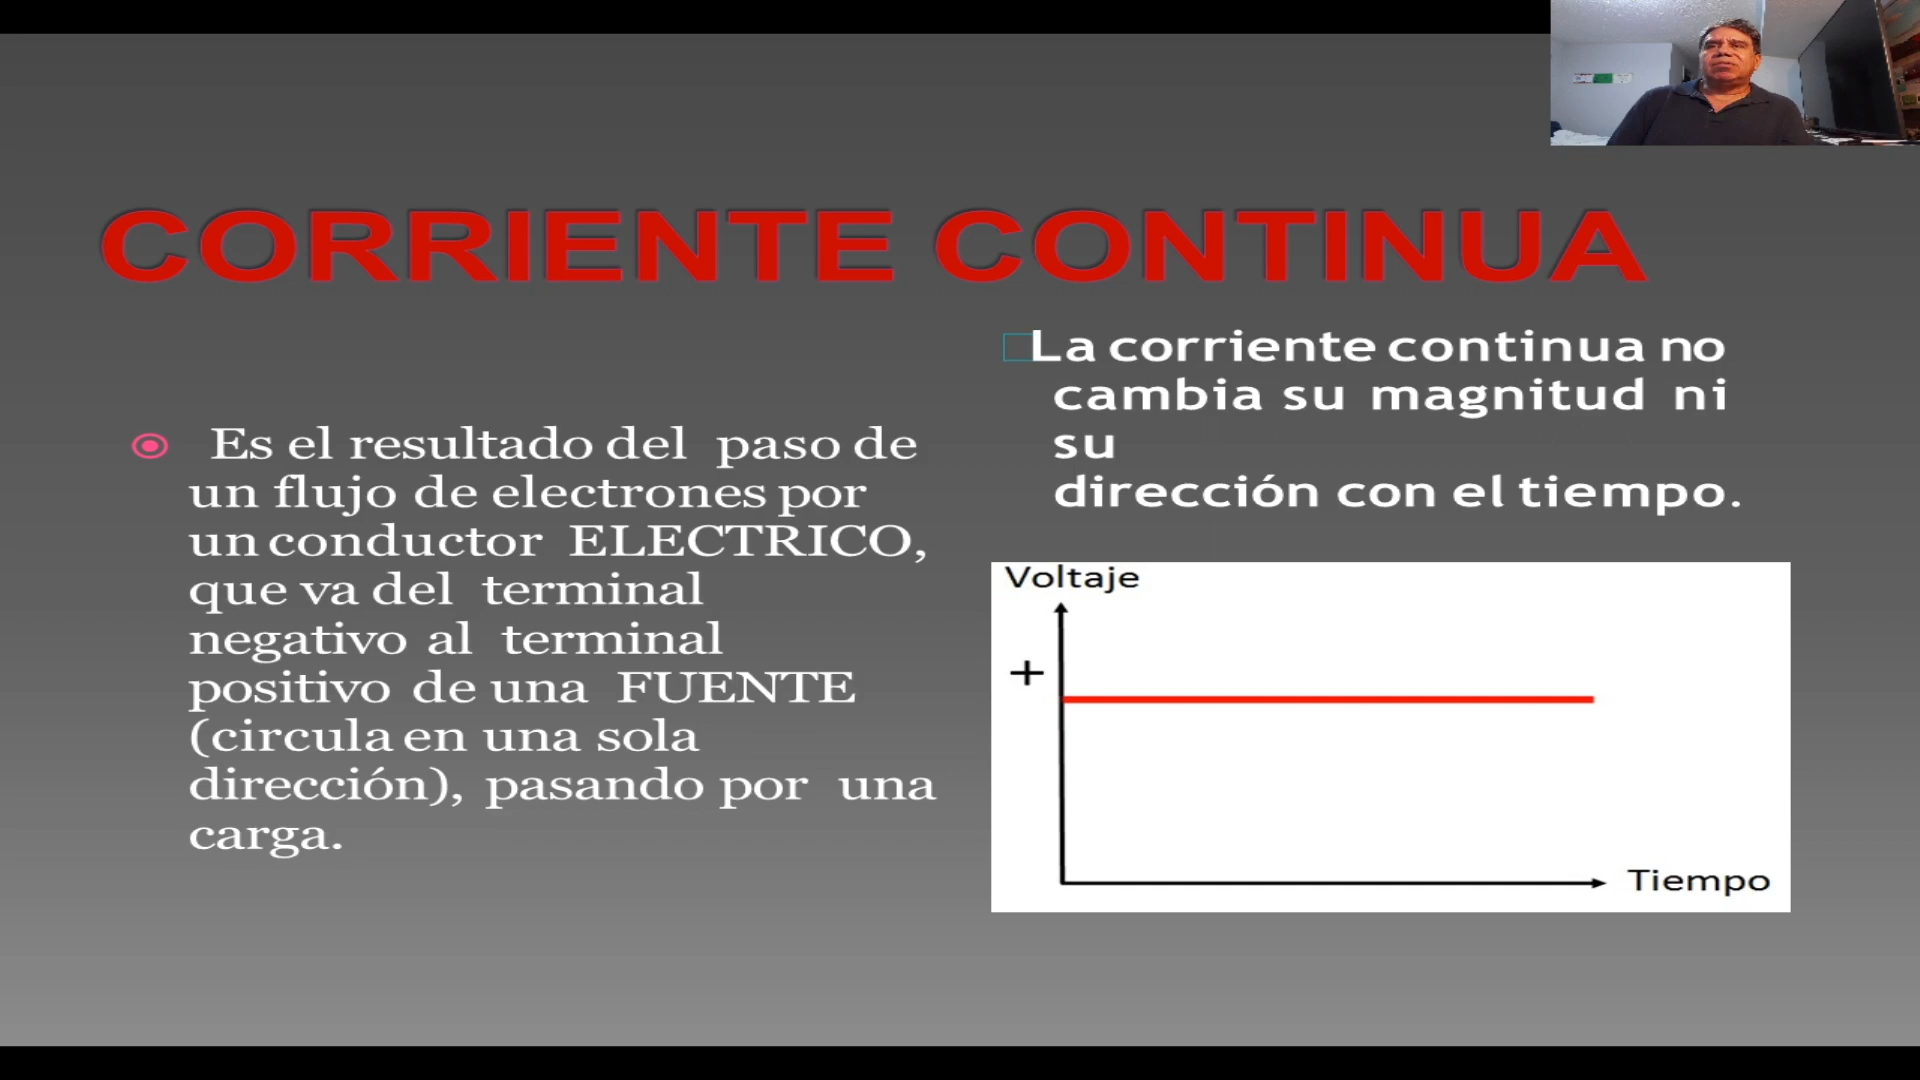 CORRIENTE CONTINUA
Es el resultado del paso de
un flujo de electrones por
un conductor ELECTRICO,
que va del terminal
negativo al terminal
positivo de una FUENTE
(circula en una sola
dirección), pasando por una
carga.
La corriente continua no
cambia su magnitud ni
su
dirección con el tiempo.
Voltaje
+
Tiempo